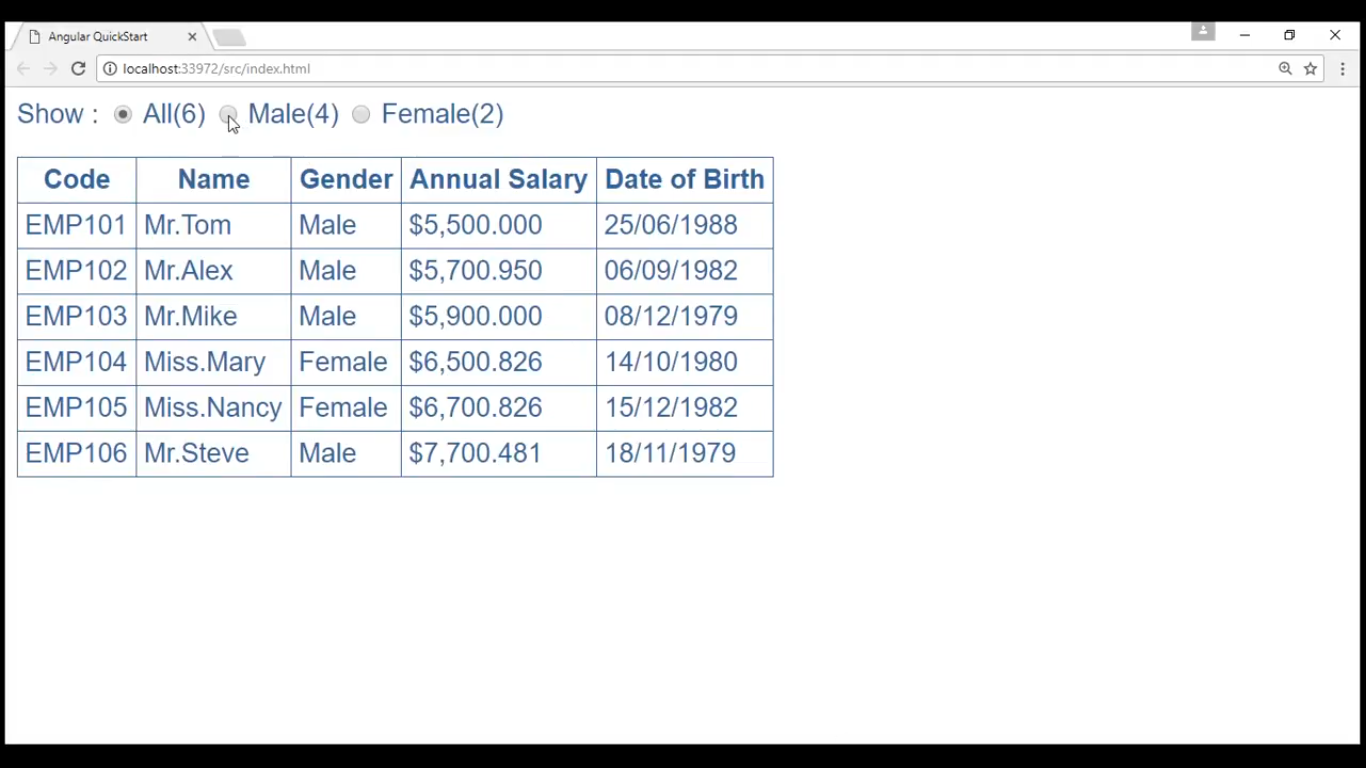 Angular QuickStart
localhost:33972/src/index.html
Show : All(6) Male(4) Female(2)
Code Name Gender Annual Salary Date of Birth
EMP101 Mr.Tom Male $5,500.000 25/06/1988
EMP102 Mr.Alex Male $5,700.950 06/09/1982
EMP103 Mr.Mike Male $5,900.000 08/12/1979
EMP104 Miss.Mary Female $6,500.826 14/10/1980
EMP105 Miss.Nancy Female $6,700.826 15/12/1982
EMP106 Mr.Steve Male $7,700.481 18/11/1979